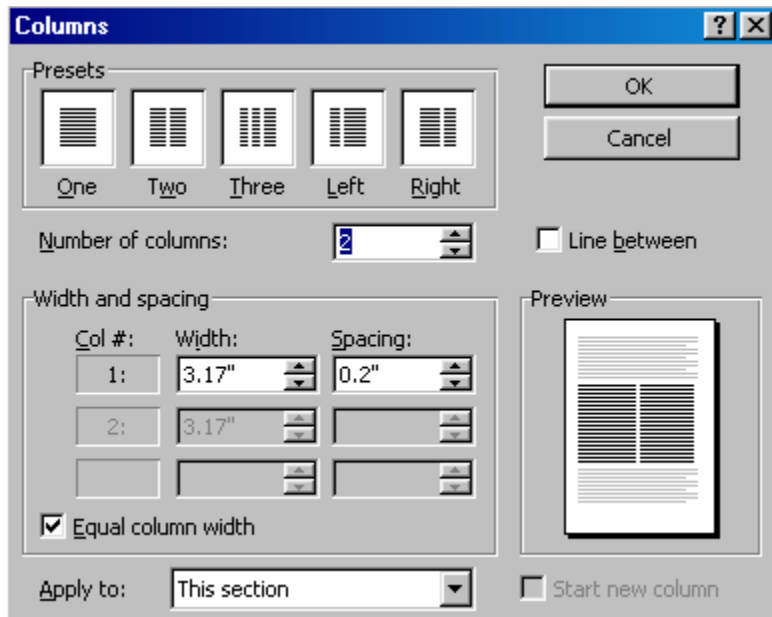 Columns
Presets
One Two Three Left Right
OK
Cancel
Number of columns: 2
Line between
Width and spacing
Col #: Width: Spacing:
1: 3.17" 0.2"
2: 3.17"
Equal column width
Preview
Apply to: This section
Start new column